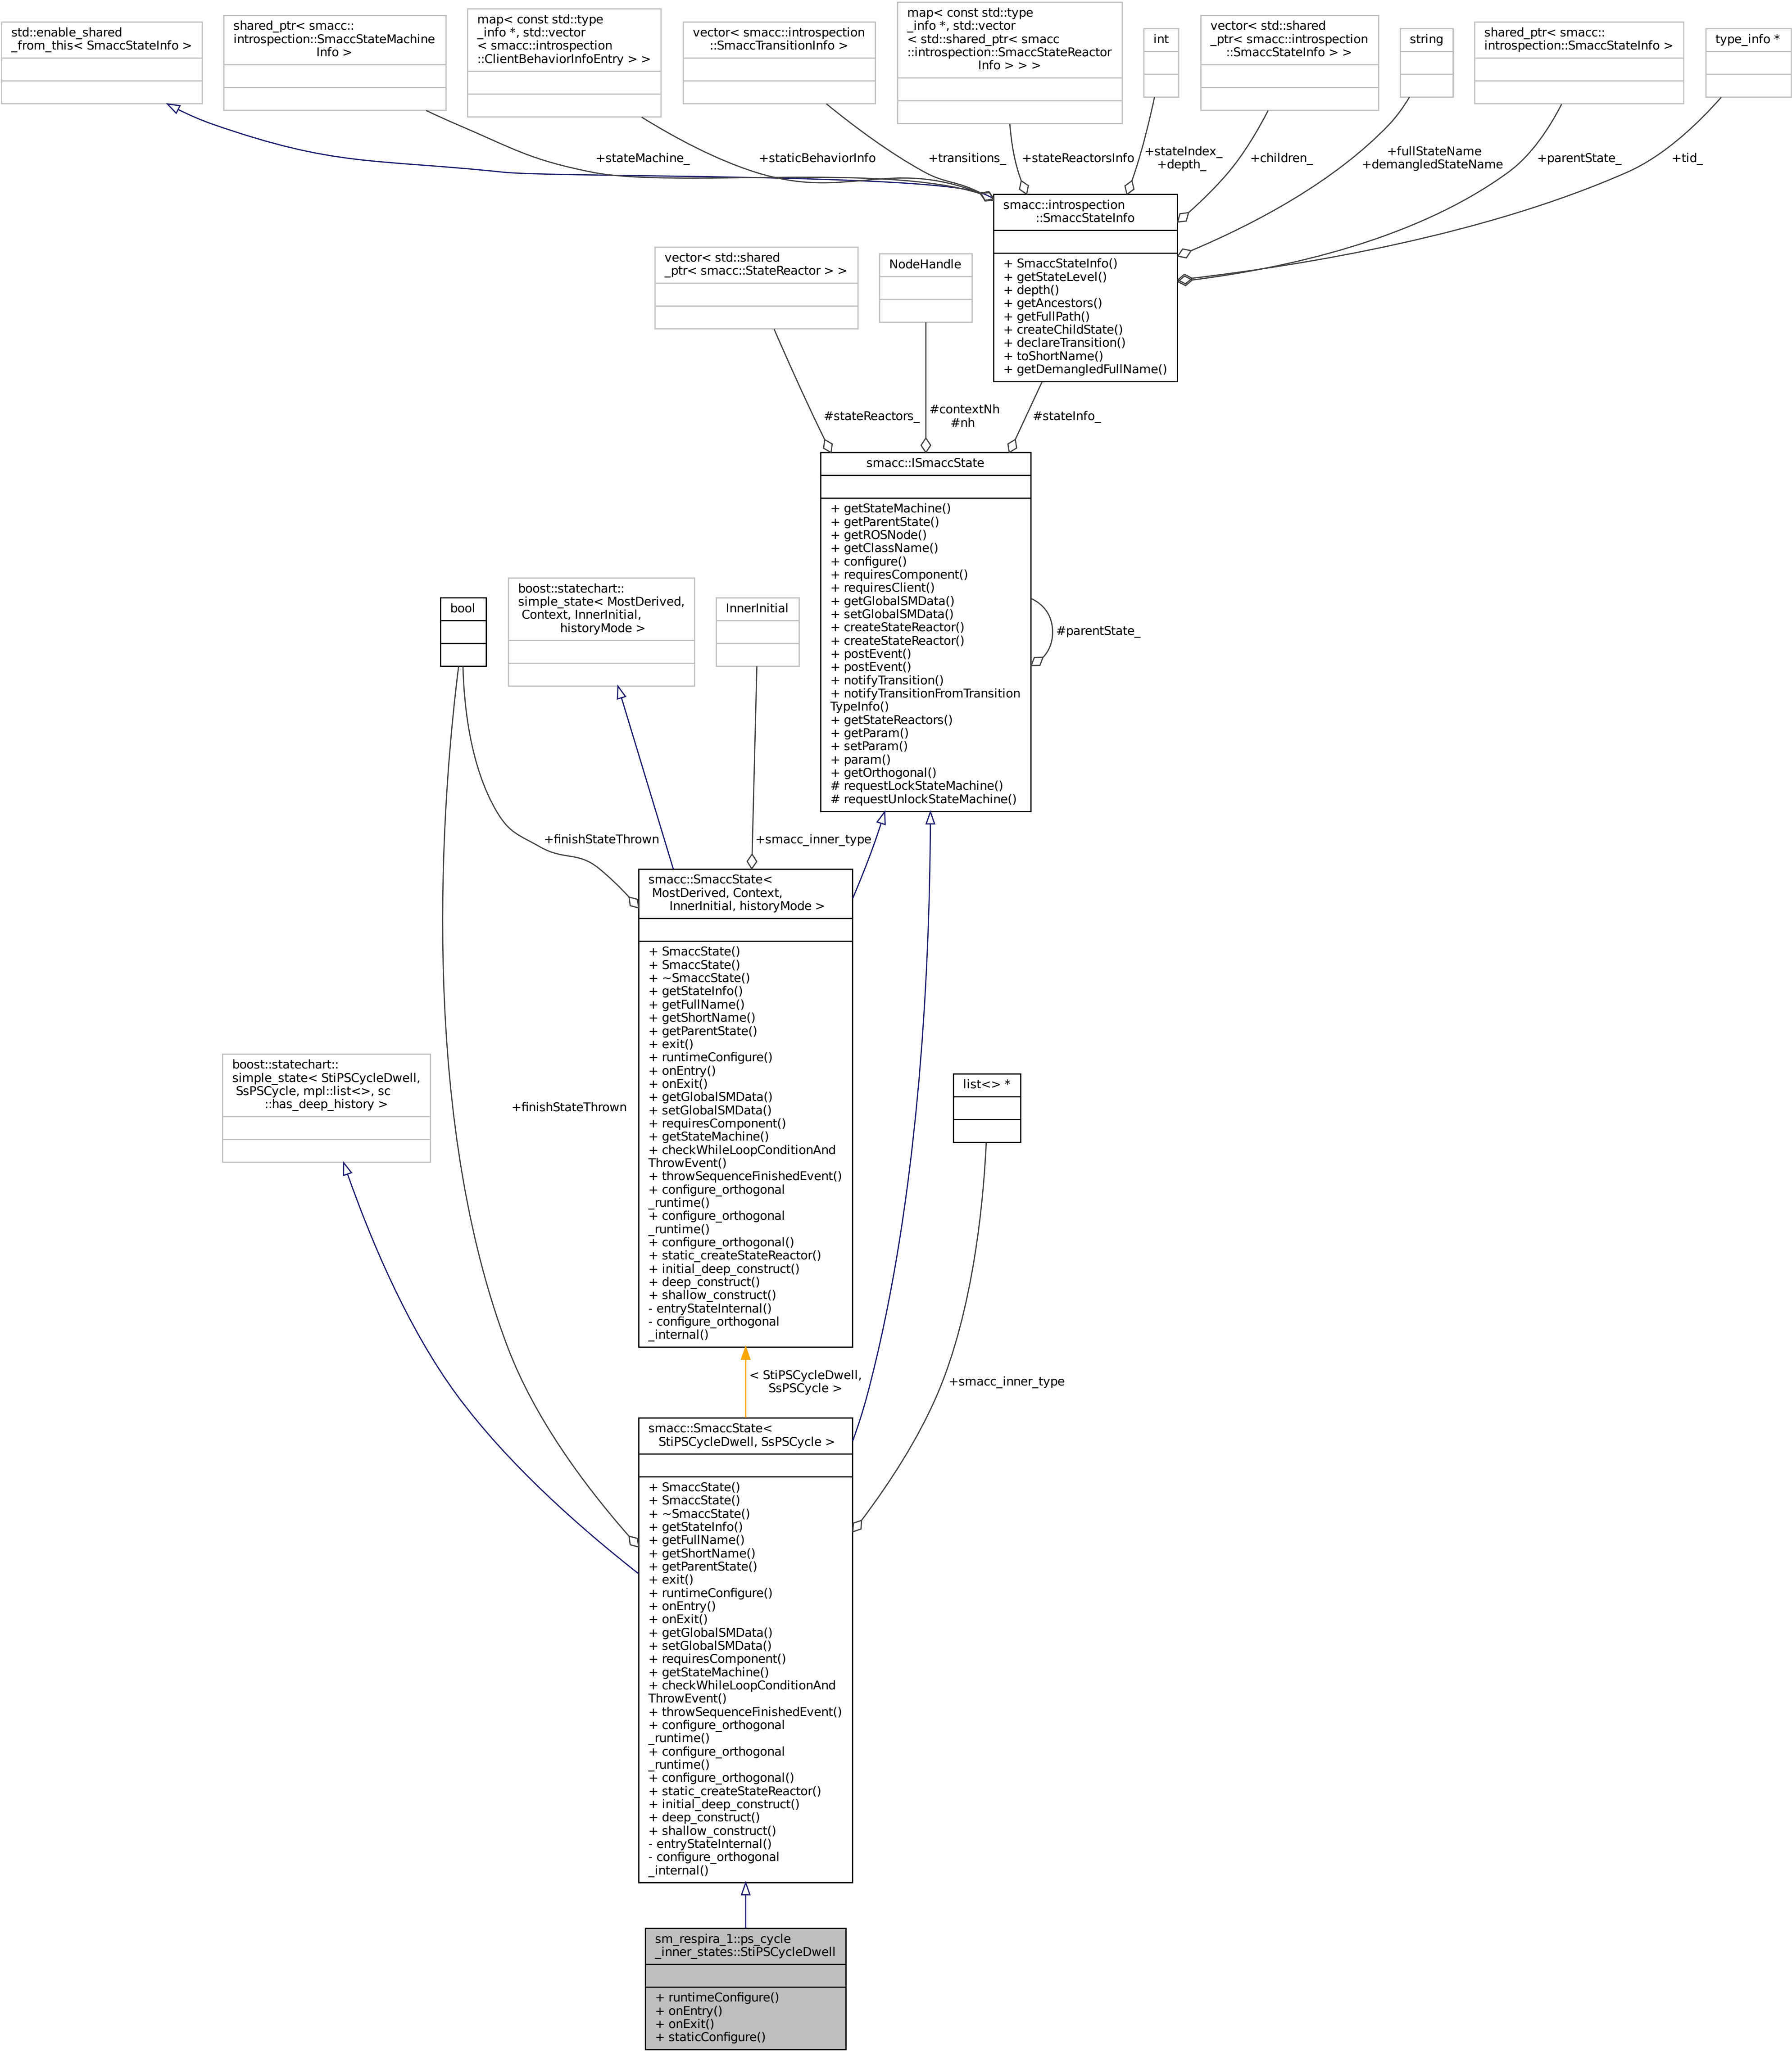 std::enable_shared
_from_this< SmaccStateInfo >
shared_ptr< smacc::
introspection::SmaccStateMachine
Info >
map< const std::type
_info *, std::vector
< smacc::introspection
::ClientBehaviorInfoEntry > >
vector< smacc::introspection
::SmaccTransitionInfo >
map< const std::type
_info *, std::vector
< std::shared_ptr< smacc
::introspection::SmaccStateReactor
Info > > >
int
vector< std::shared
_ptr< smacc::introspection
::SmaccStateInfo > >
string
shared_ptr< smacc::
introspection::SmaccStateInfo >
type_info *
+stateMachine_
+staticBehaviorInfo
+transitions_
+stateReactorsInfo
+stateIndex_
+depth_
+children_
+fullStateName
+demangledStateName
+parentState_
+tid_
smacc::introspection
::SmaccStateInfo
+ SmaccStateInfo()
+ getStateLevel()
+ depth()
+ getAncestors()
+ getFullPath()
+ createChildState()
+ declareTransition()
+ toShortName()
+ getDemangledFullName()
vector< std::shared
_ptr< smacc::StateReactor > >
NodeHandle
#stateReactors_
#contextNh
#nh
#stateInfo_
smacc::ISmaccState
+ getStateMachine()
+ getParentState()
+ getROSNode()
+ getClassName()
+ configure()
+ requiresComponent()
+ requiresClient()
+ getGlobalSMData()
+ setGlobalSMData()
+ createStateReactor()
+ createStateReactor()
+ postEvent()
+ postEvent()
+ notifyTransition()
+ notifyTransitionFromTransition
TypeInfo()
+ getStateReactors()
+ getParam()
+ setParam()
+ param()
+ getOrthogonal()
# requestLockStateMachine()
# requestUnlockStateMachine()
#parentState_
bool
boost::statechart::
simple_state< MostDerived,
Context, InnerInitial,
historyMode >
InnerInitial
+finishStateThrown
+smacc_inner_type
smacc::SmaccState<
MostDerived, Context,
InnerInitial, historyMode >
+ SmaccState()
+ SmaccState()
+ ~SmaccState()
+ getStateInfo()
+ getFullName()
+ getShortName()
+ getParentState()
+ exit()
+ runtimeConfigure()
+ onEntry()
+ onExit()
+ getGlobalSMData()
+ setGlobalSMData()
+ requiresComponent()
+ getStateMachine()
+ checkWhileLoopConditionAnd
ThrowEvent()
+ throwSequenceFinishedEvent()
+ configure_orthogonal
_runtime()
+ configure_orthogonal
_runtime()
+ configure_orthogonal()
+ static_createStateReactor()
+ initial_deep_construct()
+ deep_construct()
+ shallow_construct()
- entryStateInternal()
- configure_orthogonal
_internal()
boost::statechart::
simple_state< StiPSCycleDwell,
SsPSCycle, mpl::list<>, sc
::has_deep_history >
+finishStateThrown
list<> *
< StiPSCycleDwell,
SsPSCycle >
+smacc_inner_type
smacc::SmaccState<
StiPSCycleDwell, SsPSCycle >
+ SmaccState()
+ SmaccState()
+ ~SmaccState()
+ getStateInfo()
+ getFullName()
+ getShortName()
+ getParentState()
+ exit()
+ runtimeConfigure()
+ onEntry()
+ onExit()
+ getGlobalSMData()
+ setGlobalSMData()
+ requiresComponent()
+ getStateMachine()
+ checkWhileLoopConditionAnd
ThrowEvent()
+ throwSequenceFinishedEvent()
+ configure_orthogonal
_runtime()
+ configure_orthogonal
_runtime()
+ configure_orthogonal()
+ static_createStateReactor()
+ initial_deep_construct()
+ deep_construct()
+ shallow_construct()
- entryStateInternal()
- configure_orthogonal
_internal()
sm_respira_1::ps_cycle
_inner_states::StiPSCycleDwell
+ runtimeConfigure()
+ onEntry()
+ onExit()
+ staticConfigure()